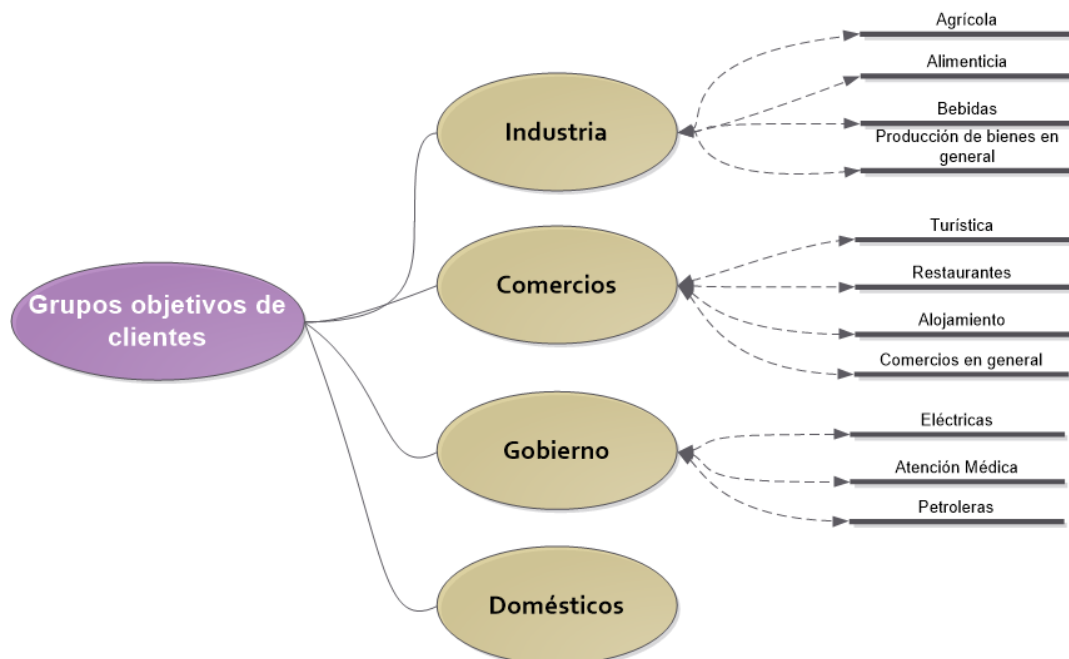 Grupos objetivos de
clientes
Industria
Agrícola
Alimenticia
Bebidas
Producción de bienes en
general
Comercios
Turística
Restaurantes
Alojamiento
Comercios en general
Gobierno
Eléctricas
Atención Médica
Petroleras
Domésticos